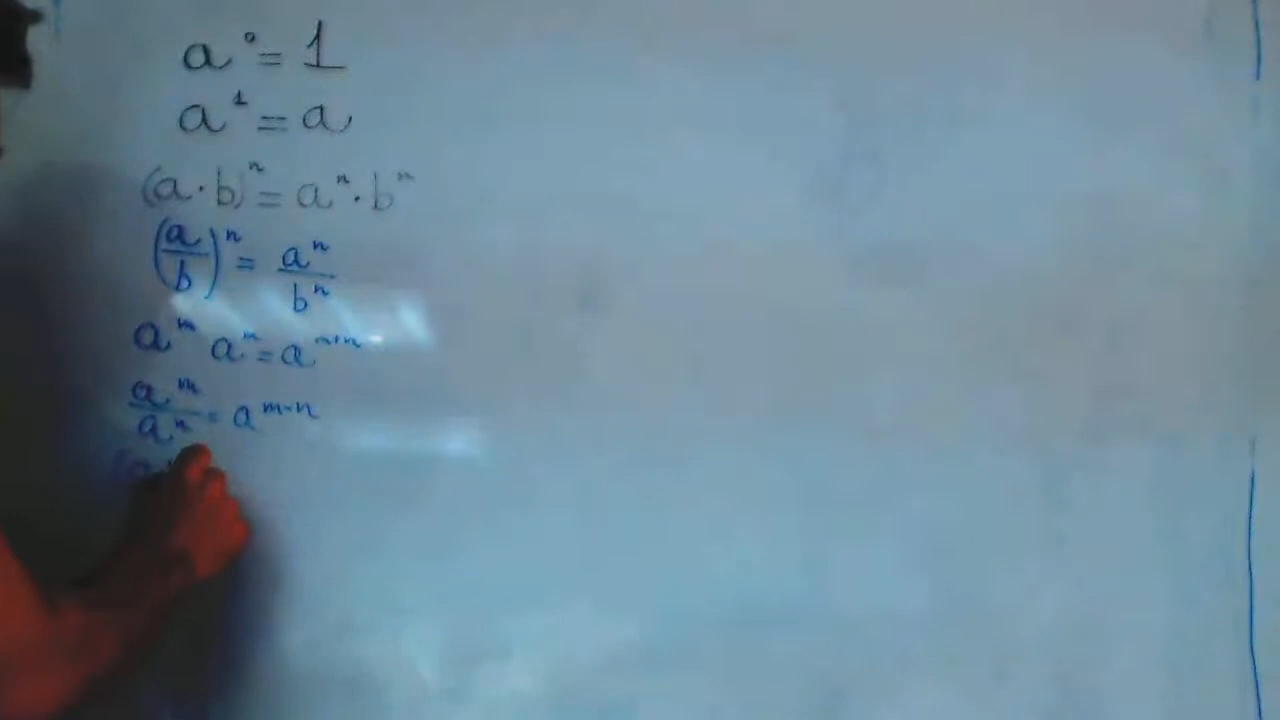 a⁰ = 1
a¹ = a
(a · b)ⁿ = aⁿ · bⁿ
(a/b)ⁿ = aⁿ/bⁿ
aᵐ aⁿ = aᵐ⁺ⁿ
aᵐ/aⁿ = aᵐ⁻ⁿ
(a